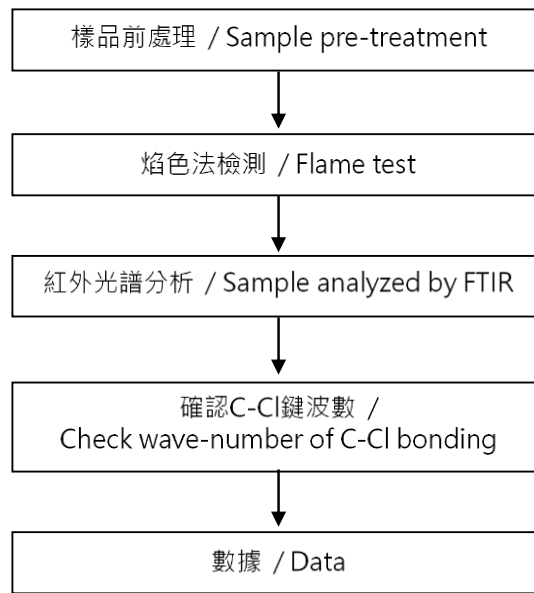 樣品前處理 / Sample pre-treatment
焰色法檢測 / Flame test
紅外光譜分析 / Sample analyzed by FTIR
確認C-Cl鍵波數 /
Check wave-number of C-Cl bonding
數據 / Data